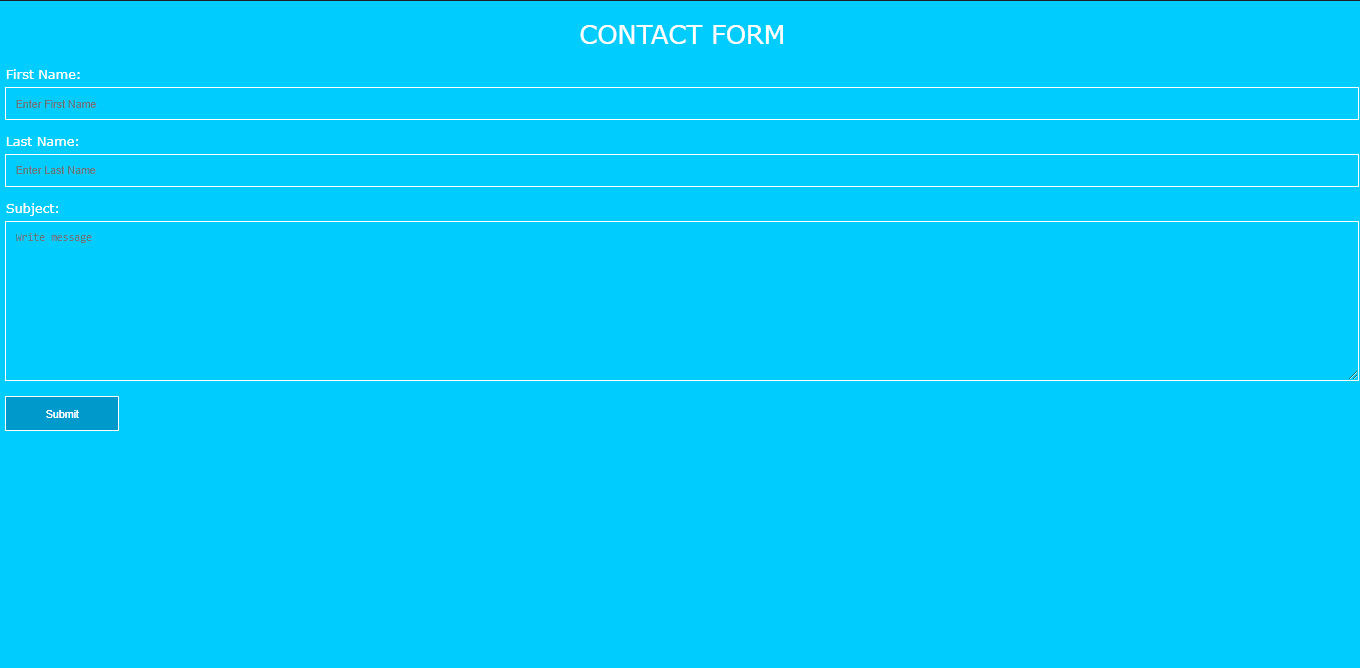 CONTACT FORM
First Name:
Enter First Name
Last Name:
Enter Last Name
Subject:
Write message
Submit